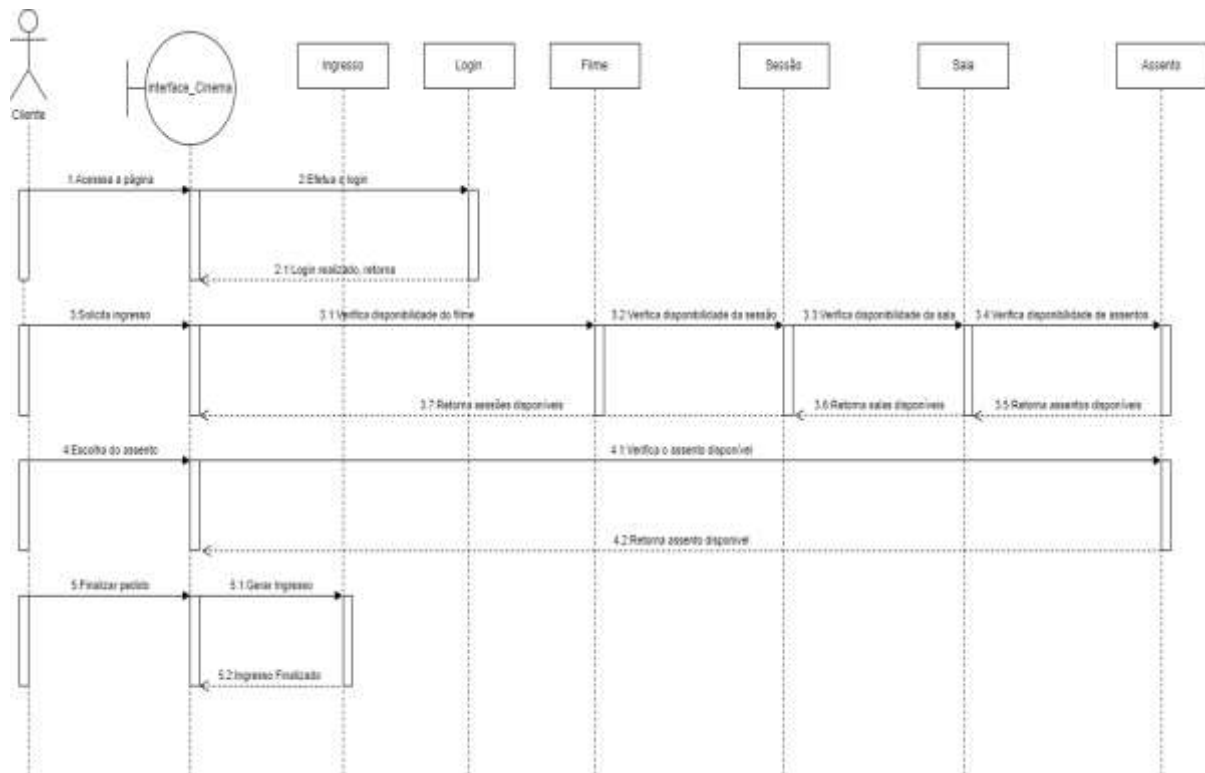 Cliente
interface_Cinema
Ingresso
Login
Filme
Sessão
Sala
Assento
1.Acessa a página
2.Efetua o login
2.1 Login realizado, retorna
3.Solicita ingresso
3.1 Verifica disponibilidade do filme
3.2 Verifica disponibilidade da sessão
3.3 Verifica disponibilidade da sala
3.4 Verifica disponibilidade de assentos
3.7 Retorna sessões disponíveis
3.6 Retorna salas disponíveis
3.5 Retorna assentos disponíveis
4.Escolha do assento
4.1 Verifica o assento disponível
4.2 Retorna assento disponível
5.Finalizar pedido
5.1 Gerar Ingresso
5.2 Ingresso Finalizado